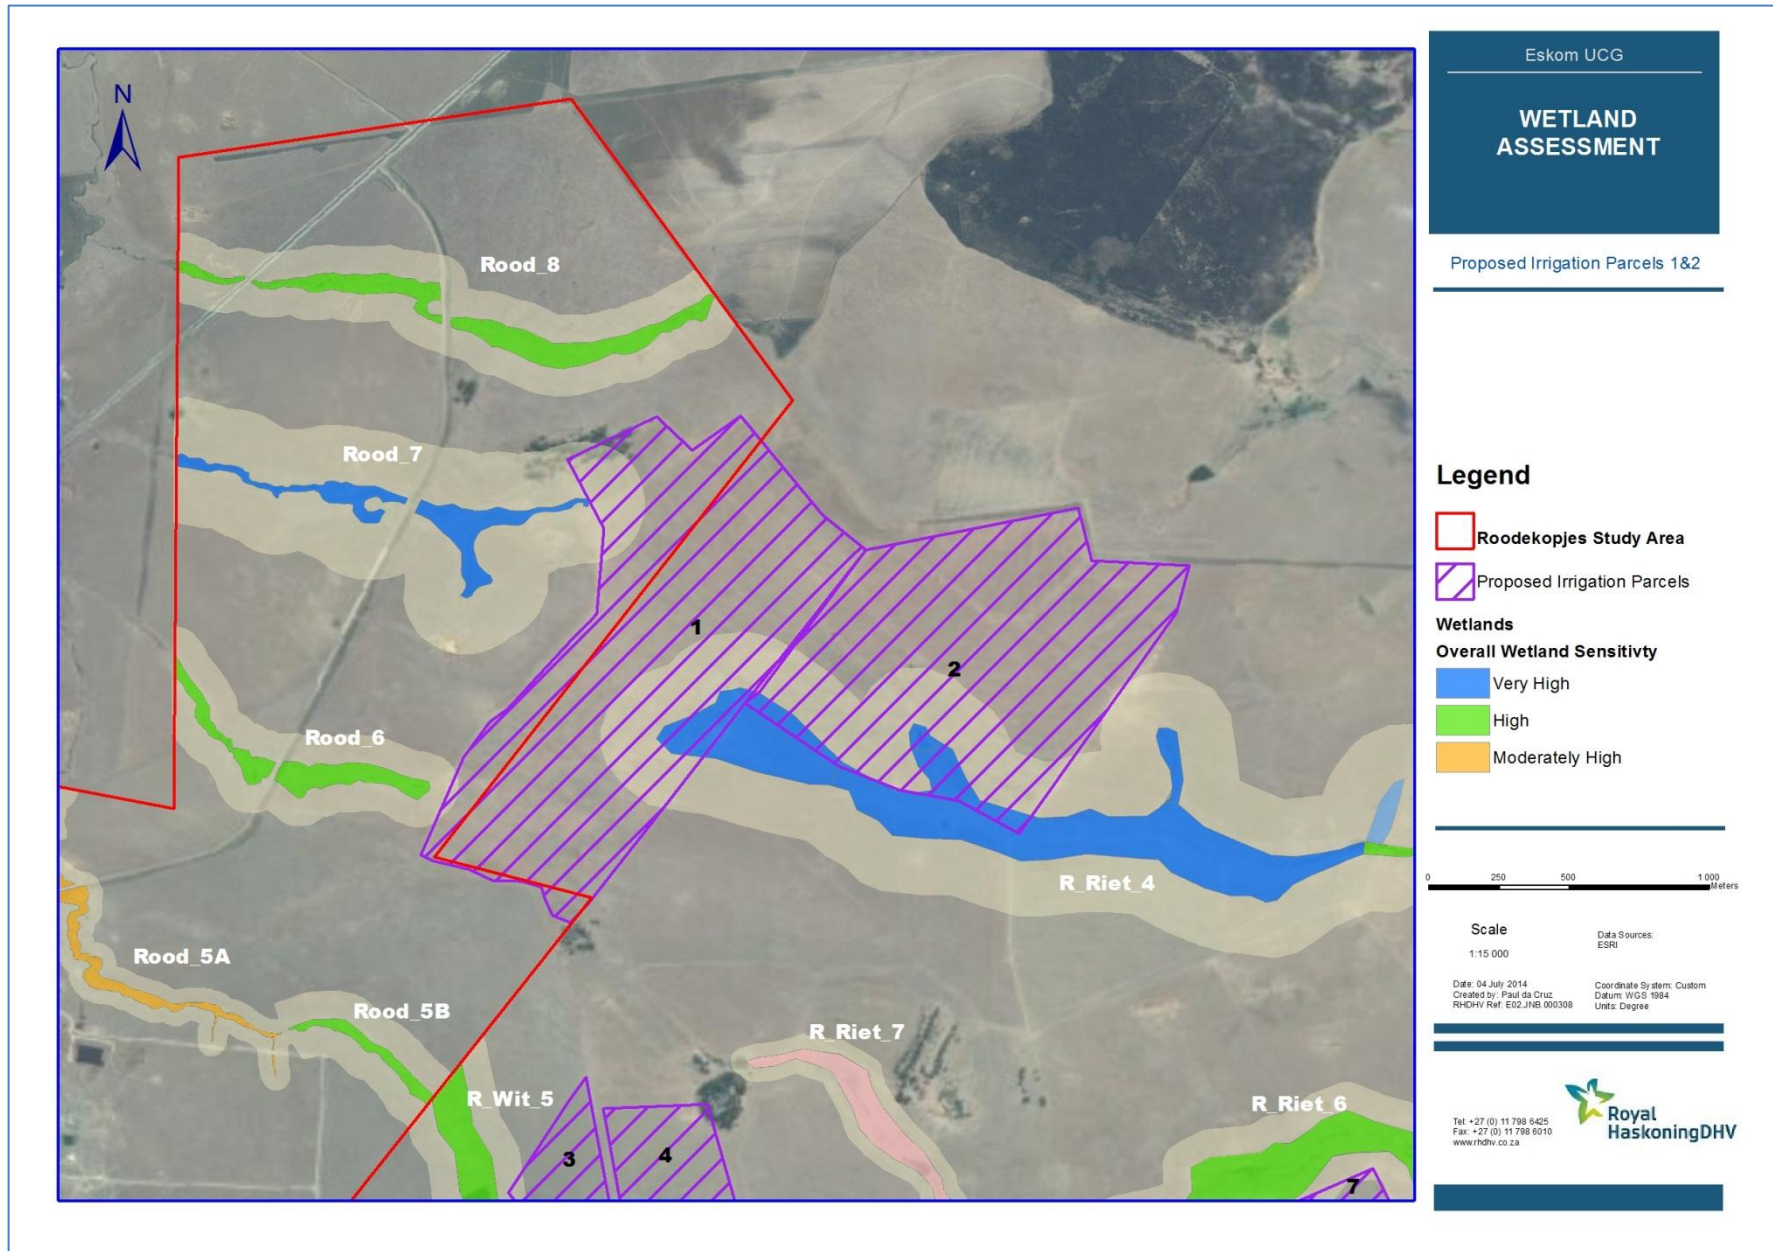 N
Rood_8
Rood_7
1
2
Rood_6
R_Riet_4
Rood_5A
Rood_5B
R_Riet_7
R_Wit_5
R_Riet_6
3
4
7
Eskom UCG
WETLAND
ASSESSMENT
Proposed Irrigation Parcels 1&2
Legend
Roodekopjes Study Area
Proposed Irrigation Parcels
Wetlands
Overall Wetland Sensitivty
Very High
High
Moderately High
0 250 500 1 000
Meters
Scale
1:15 000
Data Sources:
ESRI
Date: 04 July 2014
Created by: Paul da Cruz
RHDHV Ref: E02.JNB.000308
Coordinate System: Custom
Datum: WGS 1984
Units: Degree
Tel: +27 (0) 11 798 6425
Fax: +27 (0) 11 798 6010
www.rhdhv.co.za
Royal
HaskoningDHV